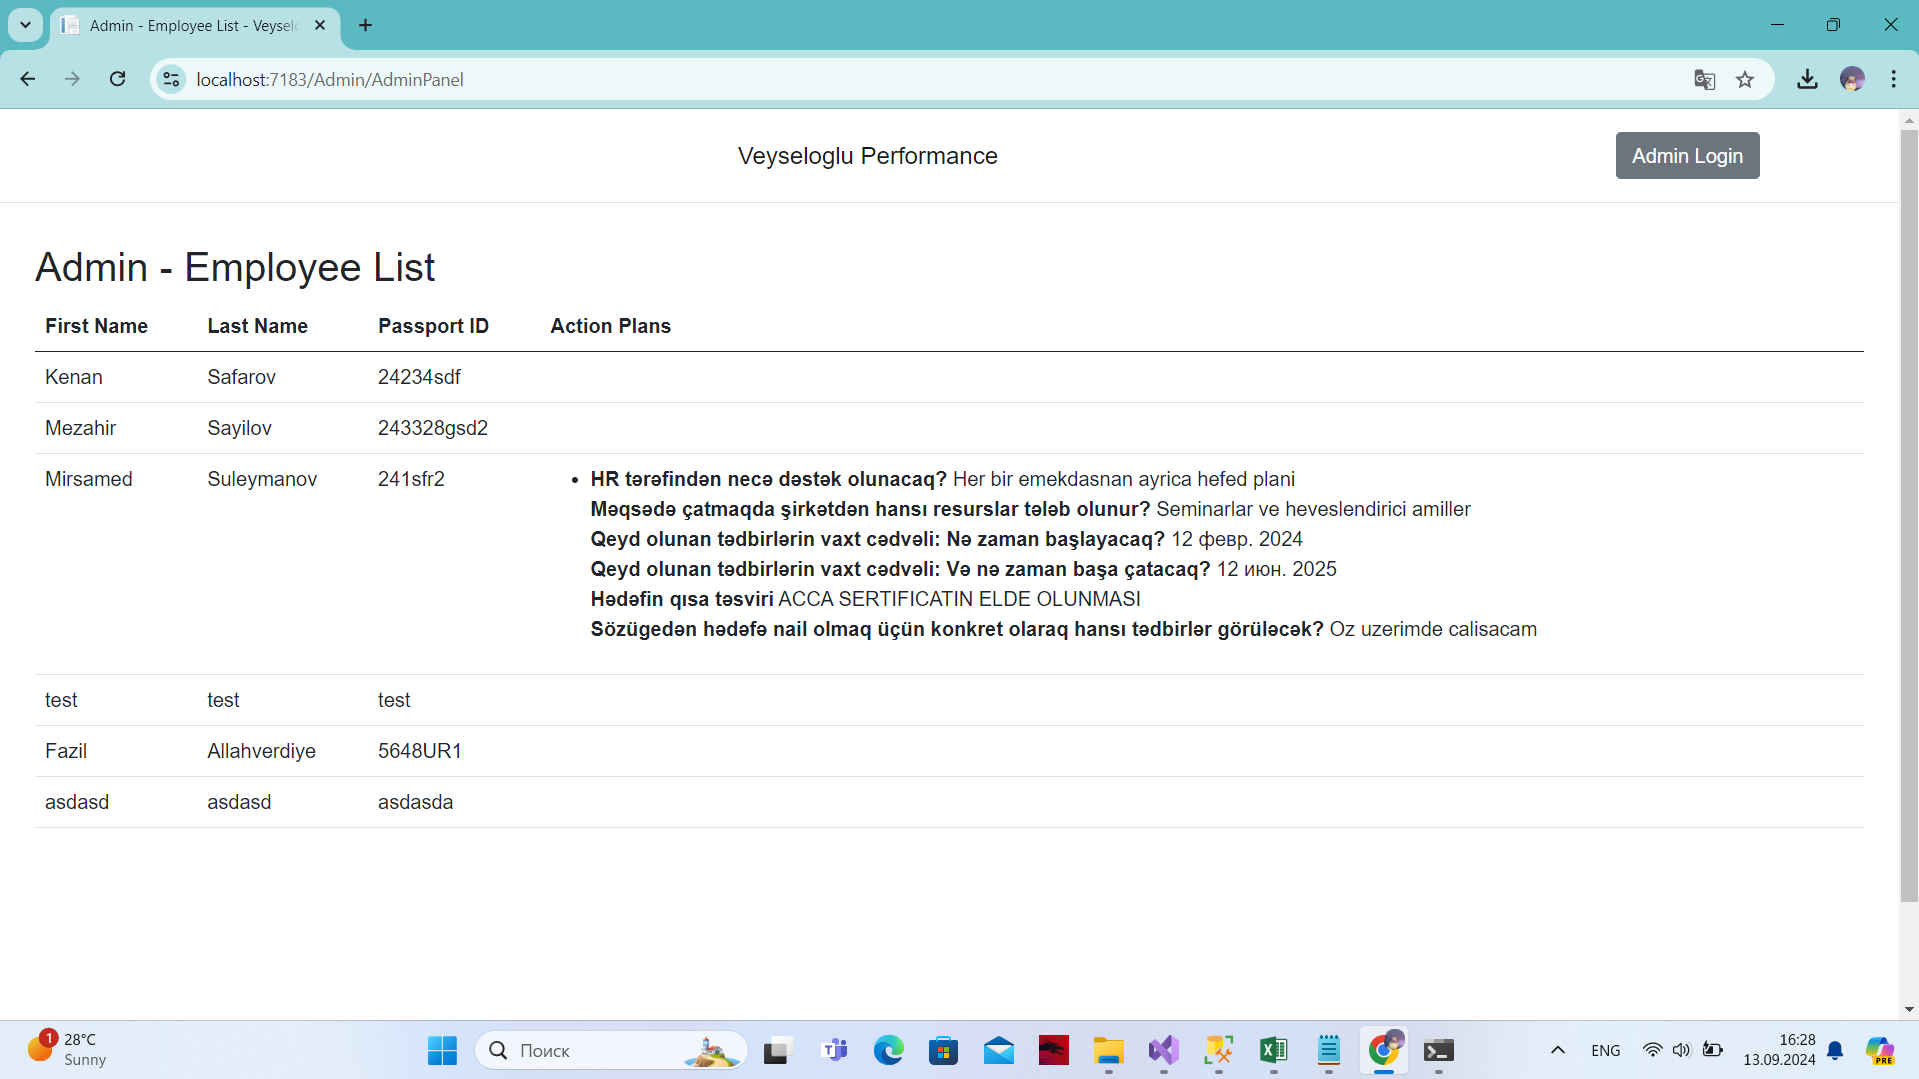 Admin - Employee List - Veyselo
localhost:7183/Admin/AdminPanel
Veyseloglu Performance
Admin Login
Admin - Employee List
First Name Last Name Passport ID Action Plans
Kenan Safarov 24234sdf
Mezahir Sayilov 243328gsd2
Mirsamed Suleymanov 241sfr2 • HR tərəfindən necə dəstək olunacaq? Her bir emekdasnan ayrica hefed plani
Məqsədə çatmaqda şirkətdən hansı resurslar tələb olunur? Seminarlar ve heveslendirici amiller
Qeyd olunan tədbirlərin vaxt cədvəli: Nə zaman başlayacaq? 12 февр. 2024
Qeyd olunan tədbirlərin vaxt cədvəli: Və nə zaman başa çatacaq? 12 июн. 2025
Hədəfin qısa təsviri ACCA SERTIFICATIN ELDE OLUNMASI
Sözügedən hədəfə nail olmaq üçün konkret olaraq hansı tədbirlər görüləcək? Oz uzerimde calisacam
test test test
Fazil Allahverdiye 5648UR1
asdasd asdasd asdasda
1
28°C
Sunny
Поиск
ENG
16:28
13.09.2024
PRE